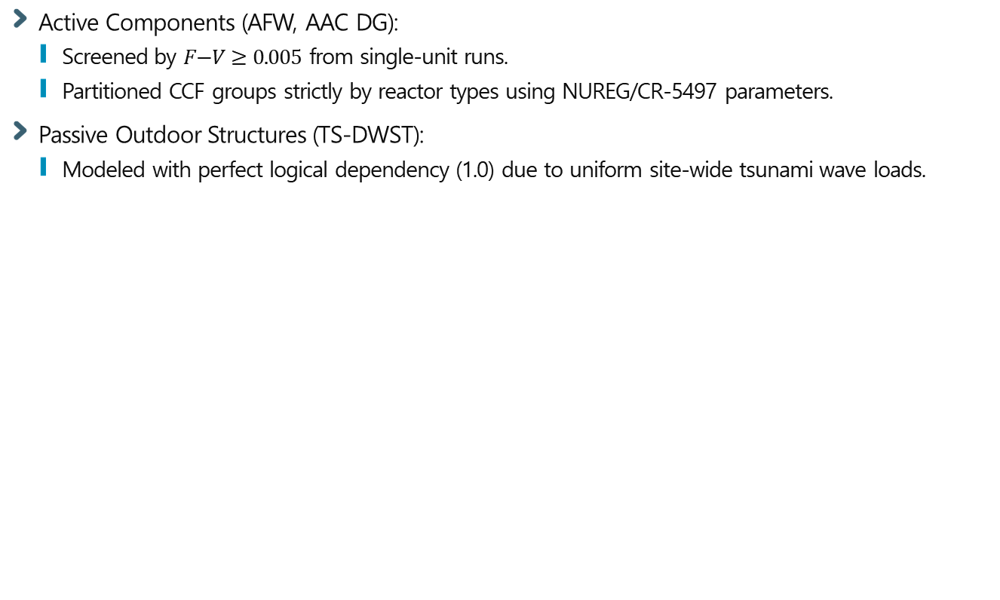 Active Components (AFW, AAC DG):
Screened by F−V ≥ 0.005 from single-unit runs.
Partitioned CCF groups strictly by reactor types using NUREG/CR-5497 parameters.
Passive Outdoor Structures (TS-DWST):
Modeled with perfect logical dependency (1.0) due to uniform site-wide tsunami wave loads.